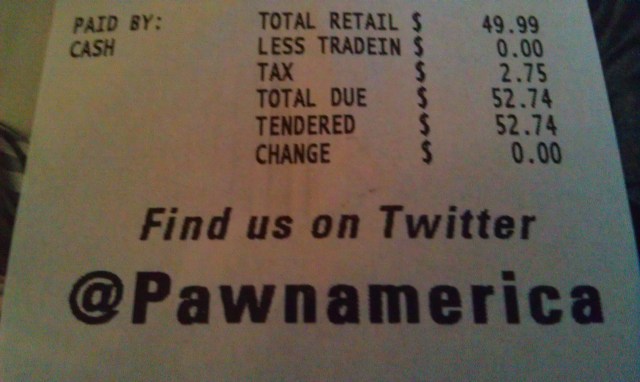 PAID BY: TOTAL RETAIL $ 49.99
CASH LESS TRADEIN $ 0.00
TAX $ 2.75
TOTAL DUE $ 52.74
TENDERED $ 52.74
CHANGE $ 0.00
Find us on Twitter
@Pawnamerica